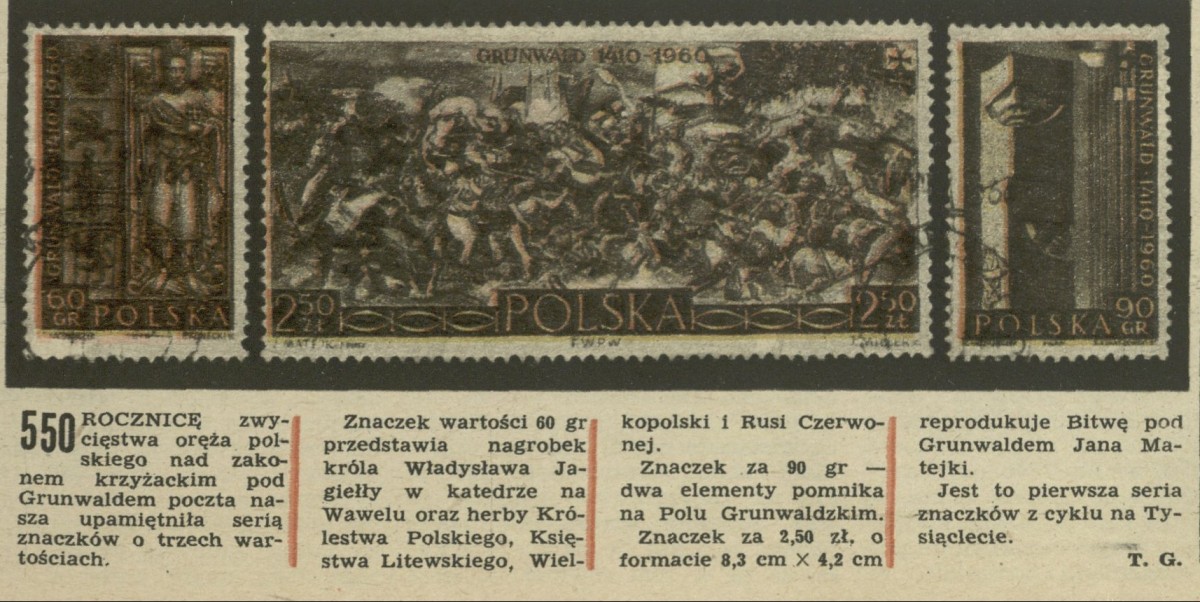 GRUNWALD 1410-1960
60
GR
POLSKA
GRUNWALD 1410-1960
2.50
ZŁ
POLSKA
2.50
ZŁ
J. MATEJKO
P.W.P.W.
GRUNWALD · 1410-1960
POLSKA
90
GR
550 ROCZNICĘ zwy-
cięstwa oręża pol-
skiego nad zako-
nem krzyżackim pod
Grunwaldem poczta na-
sza upamiętniła serią
znaczków o trzech war-
tościach.
Znaczek wartości 60 gr
przedstawia nagrobek
króla Władysława Ja-
giełły w katedrze na
Wawelu oraz herby Kró-
lestwa Polskiego, Księ-
stwa Litewskiego, Wiel-
kopolski i Rusi Czerwo-
nej.
Znaczek za 90 gr —
dwa elementy pomnika
na Polu Grunwaldzkim.
Znaczek za 2,50 zł, o
formacie 8,3 cm × 4,2 cm
reprodukuje Bitwę pod
Grunwaldem Jana Ma-
tejki.
Jest to pierwsza seria
znaczków z cyklu na Ty-
siąclecie.
T. G.